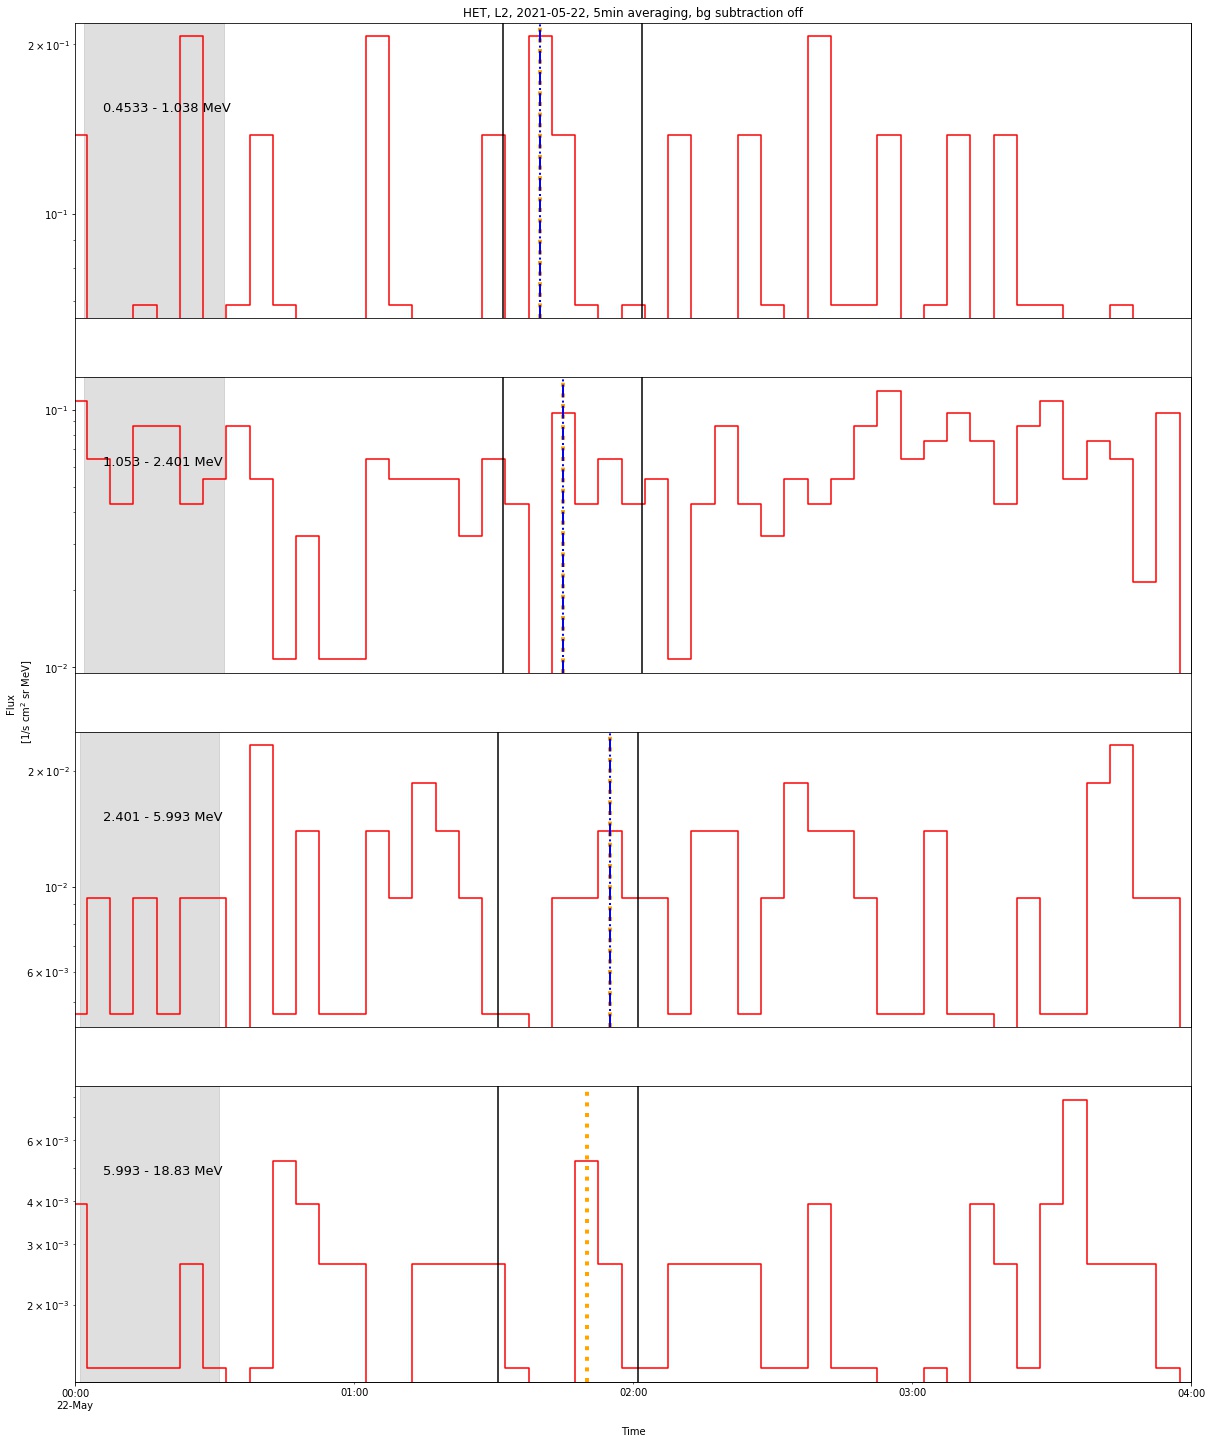 HET, L2, 2021-05-22, 5min averaging, bg subtraction off
2 × 10⁻¹
0.4533 - 1.038 MeV
10⁻¹
10⁻¹
1.053 - 2.401 MeV
10⁻²
Flux
[1/s cm² sr MeV]
2 × 10⁻²
2.401 - 5.993 MeV
10⁻²
6 × 10⁻³
6 × 10⁻³
5.993 - 18.83 MeV
4 × 10⁻³
3 × 10⁻³
2 × 10⁻³
00:00 01:00 02:00 03:00 04:00
22-May
Time